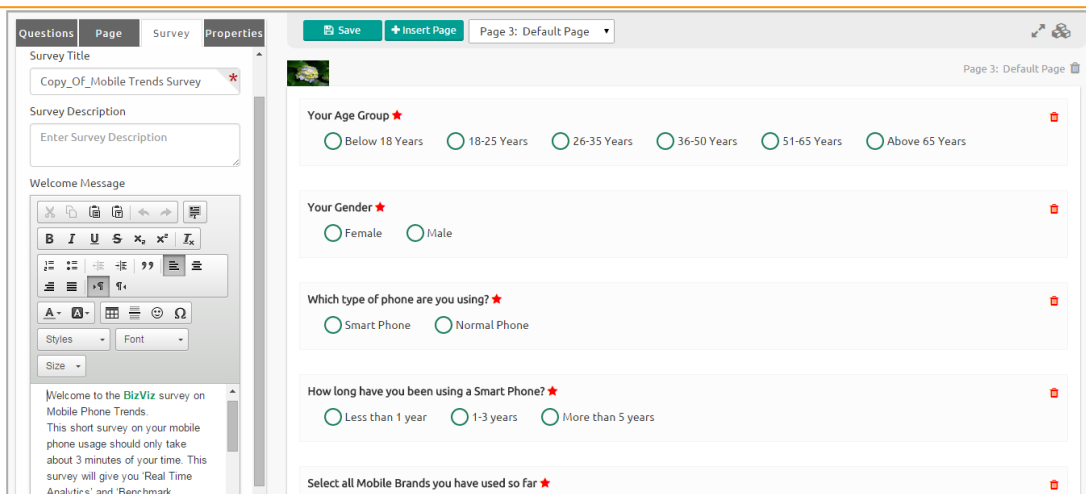 Questions Page Survey Properties
Save Insert Page Page 3: Default Page
Page 3: Default Page
Survey Title
Copy_Of_Mobile Trends Survey *
Survey Description
Enter Survey Description
Welcome Message
B I U S x₂ x² Tx
A A Ω
Styles Font
Size
Welcome to the BizViz survey on
Mobile Phone Trends.
This short survey on your mobile
phone usage should only take
about 3 minutes of your time. This
survey will give you 'Real Time
Analytics' and 'Benchmark
Your Age Group
Below 18 Years 18-25 Years 26-35 Years 36-50 Years 51-65 Years Above 65 Years
Your Gender
Female Male
Which type of phone are you using?
Smart Phone Normal Phone
How long have you been using a Smart Phone?
Less than 1 year 1-3 years More than 5 years
Select all Mobile Brands you have used so far